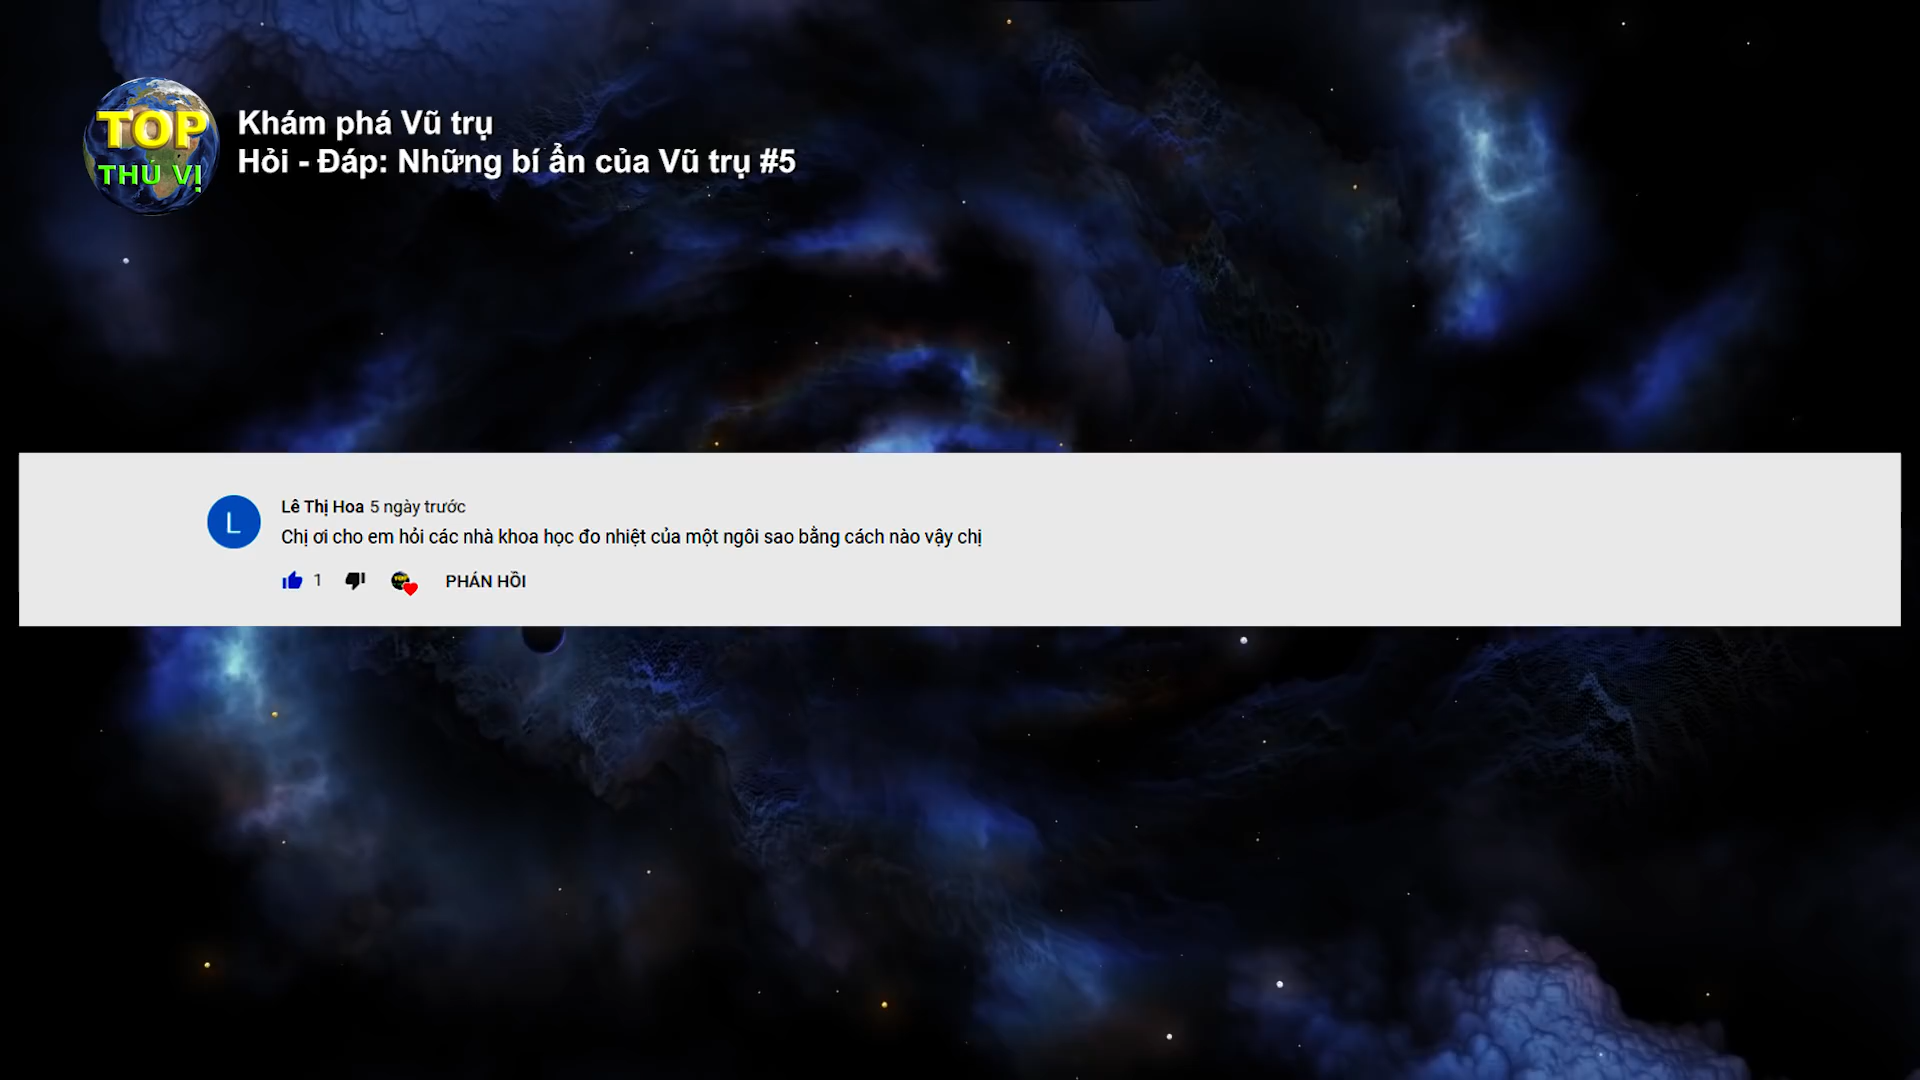 TOP
THÚ VỊ
Khám phá Vũ trụ
Hỏi - Đáp: Những bí ẩn của Vũ trụ #5
L
Lê Thị Hoa 5 ngày trước
Chị ơi cho em hỏi các nhà khoa học đo nhiệt của một ngôi sao bằng cách nào vậy chị
1
PHẢN HỒI